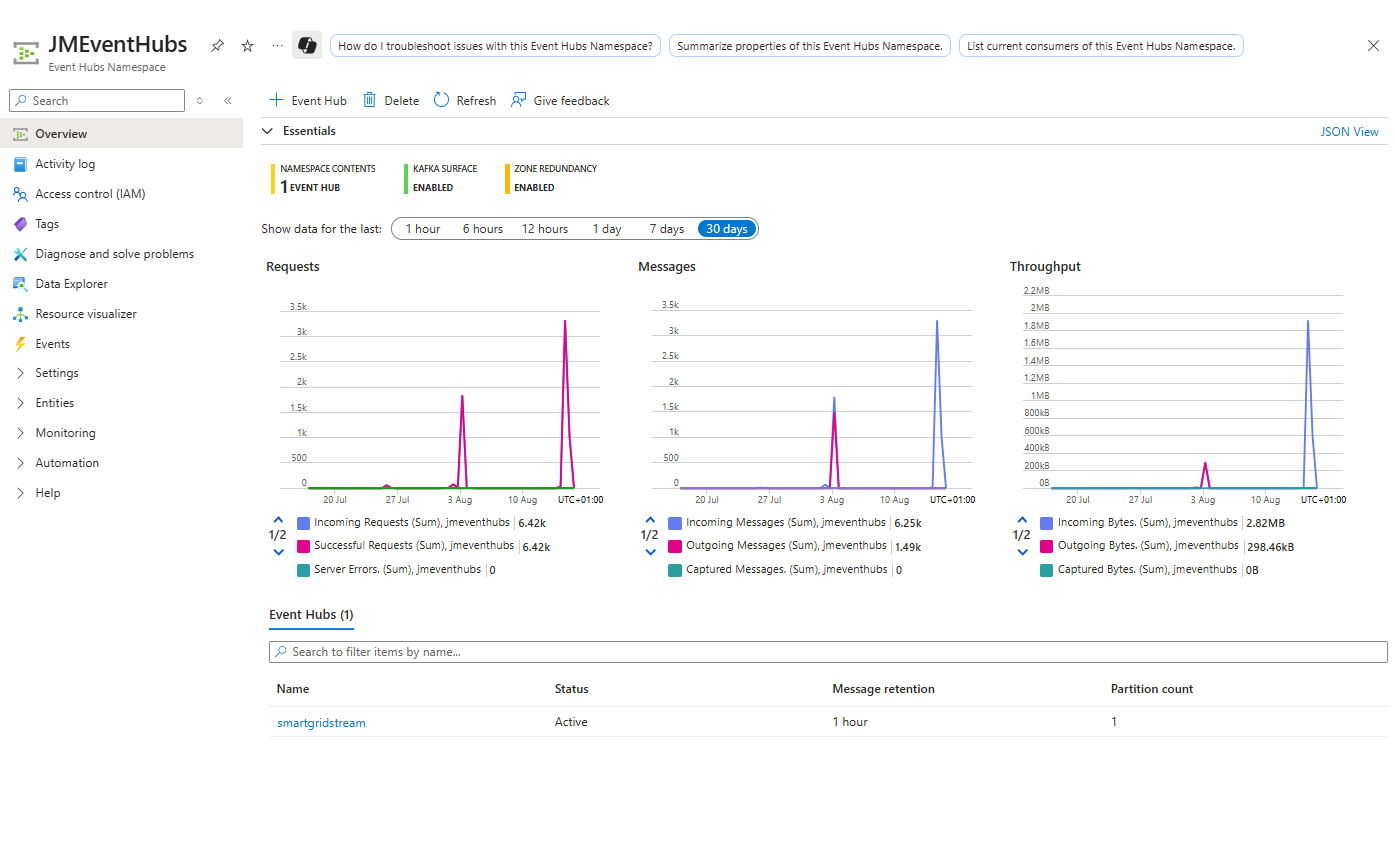 JMEventHubs
Event Hubs Namespace
How do I troubleshoot issues with this Event Hubs Namespace?
Summarize properties of this Event Hubs Namespace.
List current consumers of this Event Hubs Namespace.
Search
Overview
Activity log
Access control (IAM)
Tags
Diagnose and solve problems
Data Explorer
Resource visualizer
Events
Settings
Entities
Monitoring
Automation
Help
Event Hub
Delete
Refresh
Give feedback
Essentials
JSON View
NAMESPACE CONTENTS
1 EVENT HUB
KAFKA SURFACE
ENABLED
ZONE REDUNDANCY
ENABLED
Show data for the last:
1 hour
6 hours
12 hours
1 day
7 days
30 days
Requests
3.5k
3k
2.5k
2k
1.5k
1k
500
0
20 Jul
27 Jul
3 Aug
10 Aug
UTC+01:00
1/2
Incoming Requests (Sum), jmeventhubs
6.42k
Successful Requests (Sum), jmeventhubs
6.42k
Server Errors. (Sum), jmeventhubs
0
Messages
3.5k
3k
2.5k
2k
1.5k
1k
500
0
20 Jul
27 Jul
3 Aug
10 Aug
UTC+01:00
1/2
Incoming Messages (Sum), jmeventhubs
6.25k
Outgoing Messages (Sum), jmeventhubs
1.49k
Captured Messages. (Sum), jmeventhubs
0
Throughput
2.2MB
2MB
1.8MB
1.6MB
1.4MB
1.2MB
1MB
800kB
600kB
400kB
200kB
0B
20 Jul
27 Jul
3 Aug
10 Aug
UTC+01:00
1/2
Incoming Bytes. (Sum), jmeventhubs
2.82MB
Outgoing Bytes. (Sum), jmeventhubs
298.46kB
Captured Bytes. (Sum), jmeventhubs
0B
Event Hubs (1)
Search to filter items by name...
Name
Status
Message retention
Partition count
smartgridstream
Active
1 hour
1